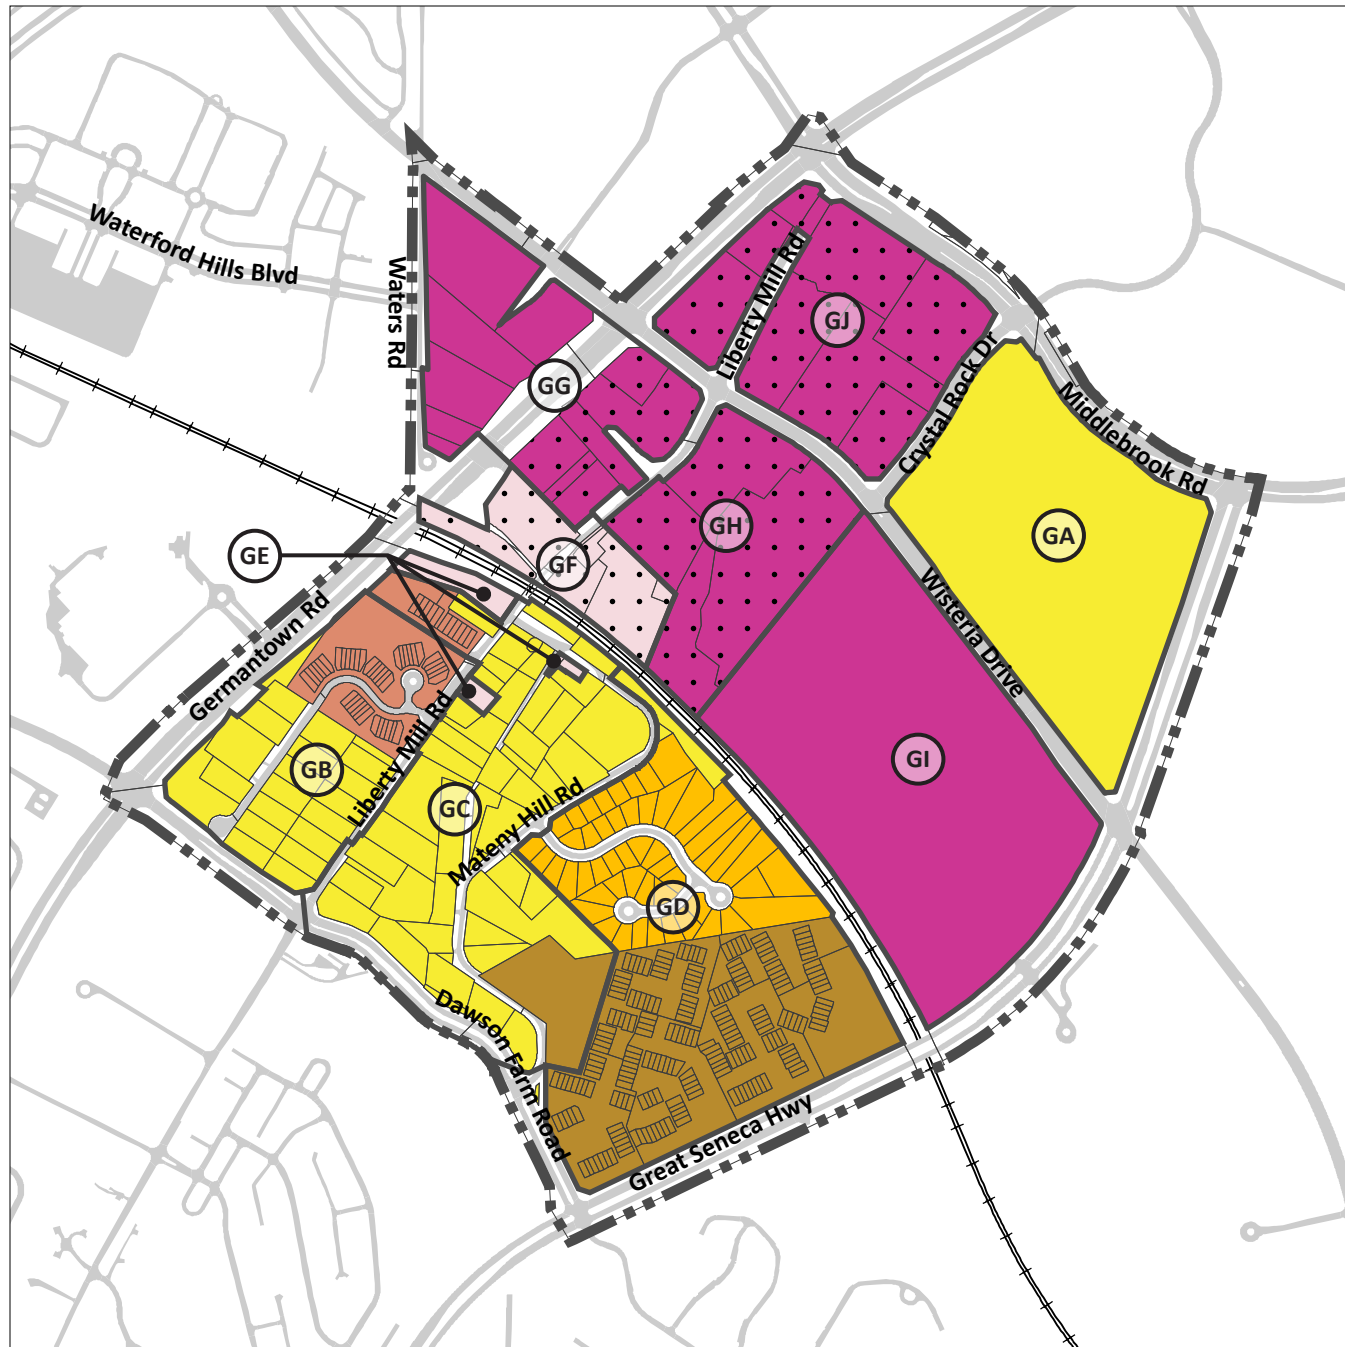 Waterford Hills Blvd
Waters Rd
Liberty Mill Rd
GJ
GG
Crystal Rock Dr
Middlebrook Rd
GH
GA
GE
GF
Germantown Rd
Wisteria Drive
GB
Liberty Mill Rd
GC
Mateny Hill Rd
GI
GD
Dawson Farm Road
Great Seneca Hwy